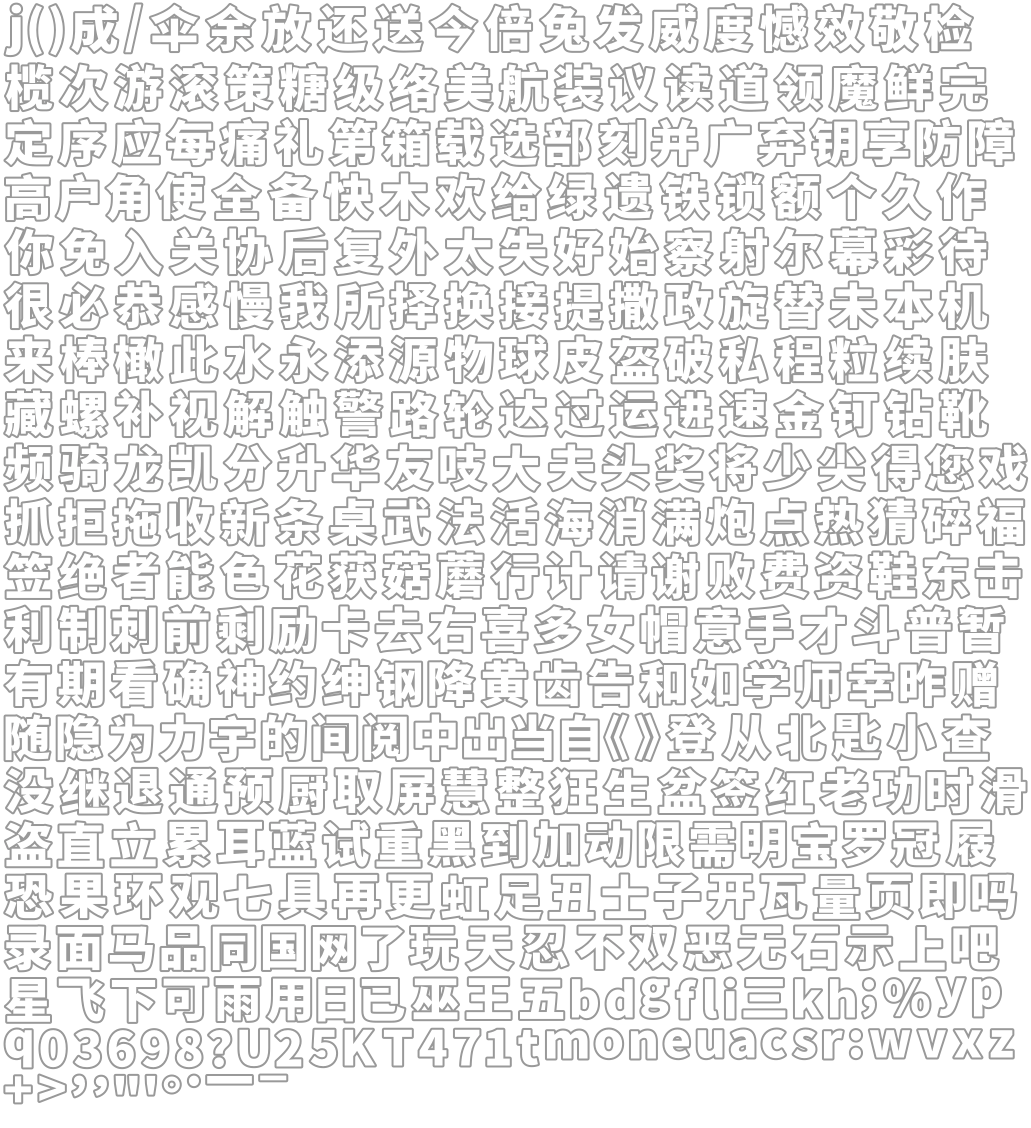 j()成/伞余放还送今倍兔发威度憾效敬检
榄次游滚策糖级络美航装议读道领魔鲜完
定序应每痛礼第箱载选部刻并广弃钥享防障
高户角使全备快木欢给绿遗铁锁额个久作
你免入关协后复外太失好始察射尔幕彩待
很必恭感慢我所择换接提撒政旋替未本机
来棒橄此水永添源物球皮盔破私程粒续肤
藏螺补视解触警路轮达过运进速金钉钻靴
频骑龙凯分升华友吱大夫头奖将少尖得您戏
抓拒拖收新条桌武法活海消满炮点热猜碎福
笠绝者能色花获菇蘑行计请谢败费资鞋东击
利制刺前剩励卡去右喜多女帽意手才斗普暂
有期看确神约绅钢降黄齿告和如学师幸昨赠
随隐为力宇的间阅中出当自《》登从北匙小查
没继退通预厨取屏慧整狂生盆签红老功时滑
盗直立累耳蓝试重黑到加动限需明宝罗冠屐
恐果环观七具再更虹足丑士子开瓦量页即吗
录面马品同国网了玩天忍不双恶无石示上吧
星飞下可雨用日已巫王五bdgfli三kh;%yp
q03698?U25KT471tmoneuacsr:wvxz
+>’,"'°·—–